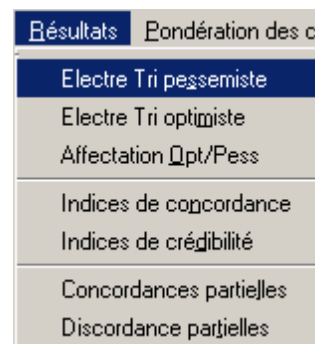 Résultats Pondération des c
Electre Tri pessemiste
Electre Tri optimiste
Affectation Opt/Pess
Indices de concordance
Indices de crédibilité
Concordances partielles
Discordance partielles